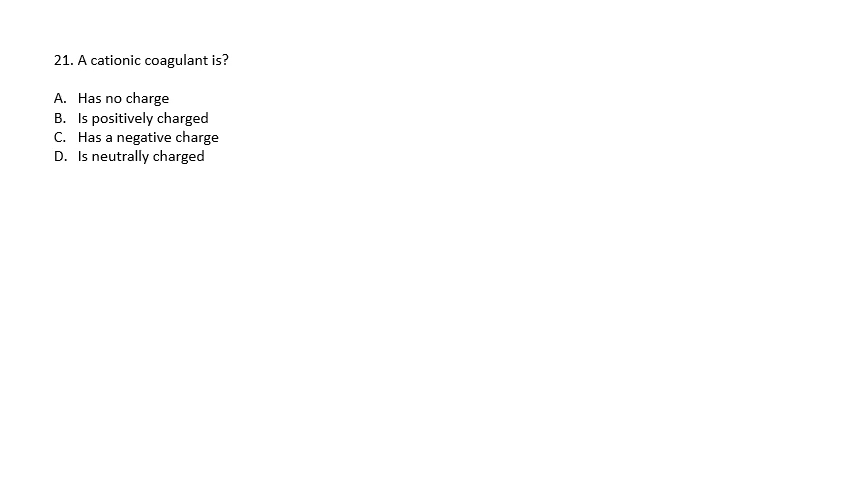 21. A cationic coagulant is?
A. Has no charge
B. Is positively charged
C. Has a negative charge
D. Is neutrally charged